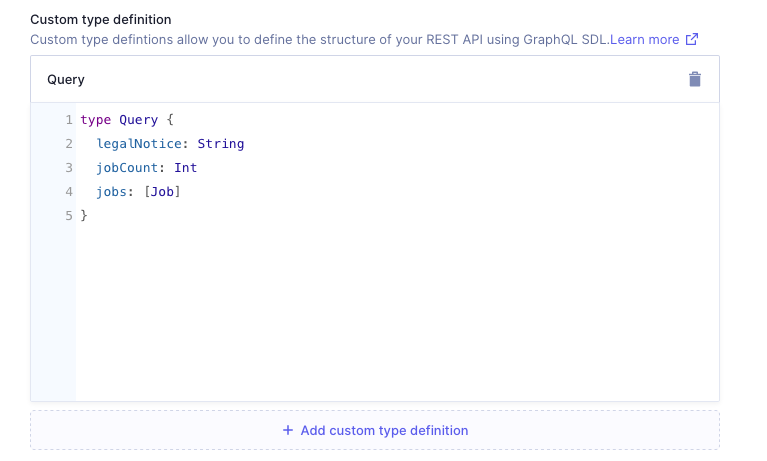 Custom type definition
Custom type defintions allow you to define the structure of your REST API using GraphQL SDL.Learn more
Query
1 type Query {
2   legalNotice: String
3   jobCount: Int
4   jobs: [Job]
5 }
+ Add custom type definition